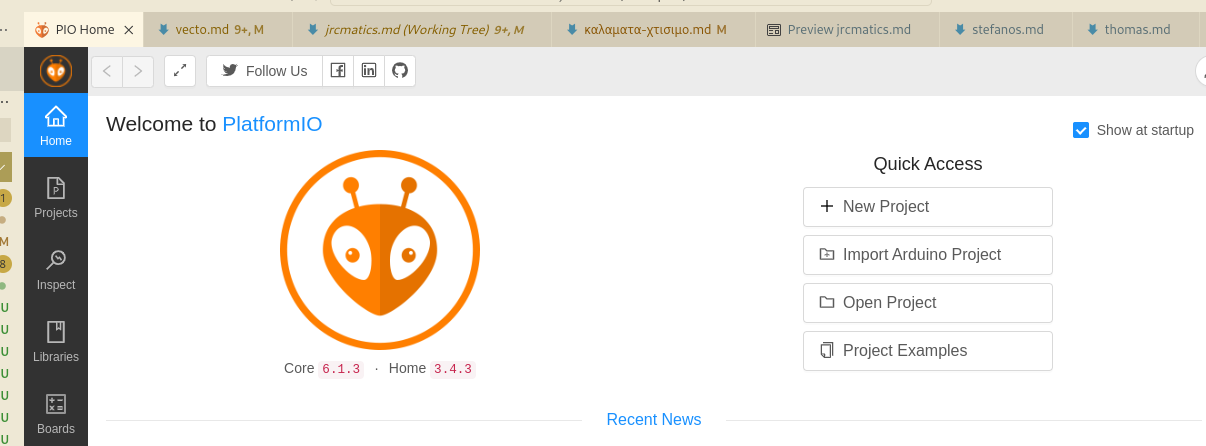 PIO Home
vecto.md 9+, M
jrcmatics.md (Working Tree) 9+, M
καλαματα-χτισιμο.md M
Preview jrcmatics.md
stefanos.md
thomas.md
Follow Us
Welcome to PlatformIO
Show at startup
Home
Projects
Inspect
Libraries
Boards
Quick Access
New Project
Import Arduino Project
Open Project
Project Examples
Core 6.1.3 · Home 3.4.3
Recent News
1
M
8
U
U
U
U
U
U
U